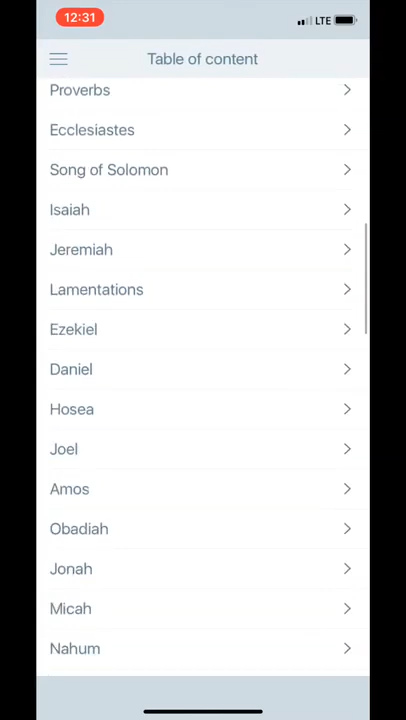 12:31
LTE
Table of content
Proverbs
Ecclesiastes
Song of Solomon
Isaiah
Jeremiah
Lamentations
Ezekiel
Daniel
Hosea
Joel
Amos
Obadiah
Jonah
Micah
Nahum